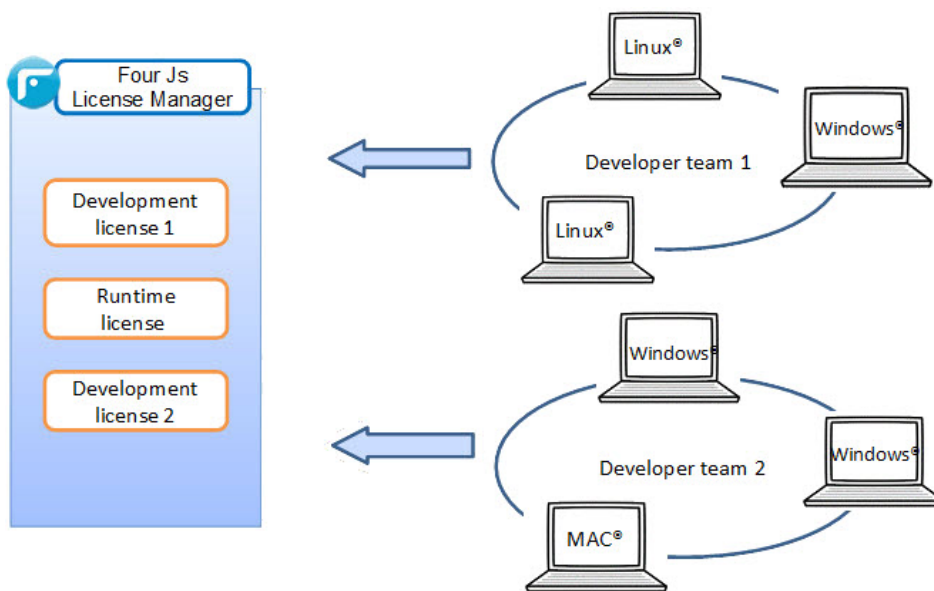 Four Js
License Manager
Development
license 1
Runtime
license
Development
license 2
Linux®
Windows®
Developer team 1
Linux®
Windows®
Windows®
Developer team 2
MAC®